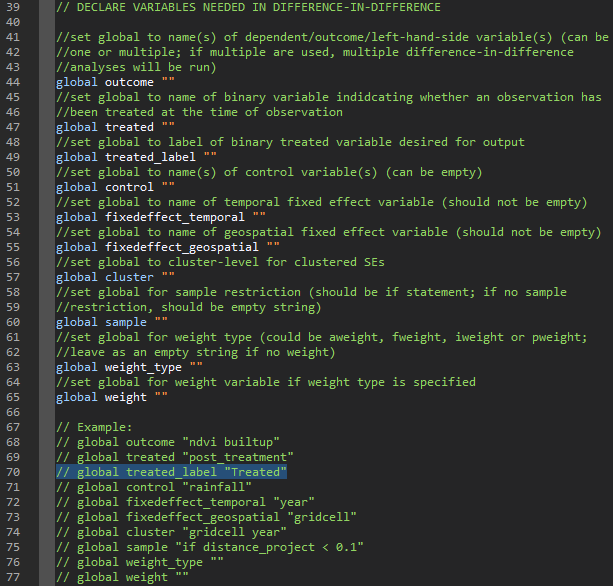 39 // DECLARE VARIABLES NEEDED IN DIFFERENCE-IN-DIFFERENCE
40
41 //set global to name(s) of dependent/outcome/left-hand-side variable(s) (can be
42 //one or multiple; if multiple are used, multiple difference-in-difference
43 //analyses will be run)
44 global outcome ""
45 //set global to name of binary variable indidcating whether an observation has
46 //been treated at the time of observation
47 global treated ""
48 //set global to label of binary treated variable desired for output
49 global treated_label ""
50 //set global to name(s) of control variable(s) (can be empty)
51 global control ""
52 //set global to name of temporal fixed effect variable (should not be empty)
53 global fixedeffect_temporal ""
54 //set global to name of geospatial fixed effect variable (should not be empty)
55 global fixedeffect_geospatial ""
56 //set global to cluster-level for clustered SEs
57 global cluster ""
58 //set global for sample restriction (should be if statement; if no sample
59 //restriction, should be empty string)
60 global sample ""
61 //set global for weight type (could be aweight, fweight, iweight or pweight;
62 //leave as an empty string if no weight)
63 global weight_type ""
64 //set global for weight variable if weight type is specified
65 global weight ""
66
67 // Example:
68 // global outcome "ndvi builtup"
69 // global treated "post_treatment"
70 // global treated_label "Treated"
71 // global control "rainfall"
72 // global fixedeffect_temporal "year"
73 // global fixedeffect_geospatial "gridcell"
74 // global cluster "gridcell year"
75 // global sample "if distance_project < 0.1"
76 // global weight_type ""
77 // global weight ""